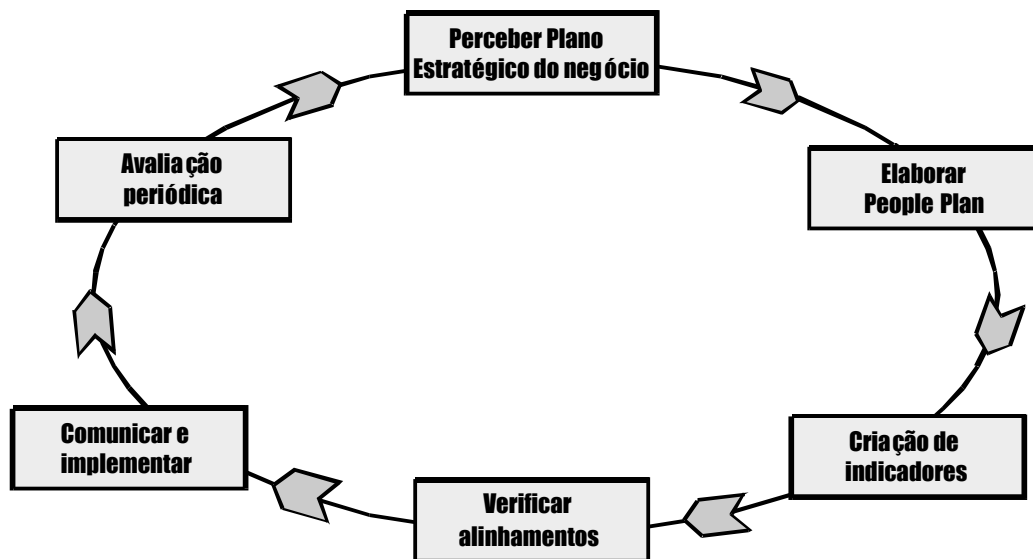 Perceber Plano
Estratégico do negócio
Elaborar
People Plan
Criação de
indicadores
Verificar
alinhamentos
Comunicar e
implementar
Avaliação
periódica